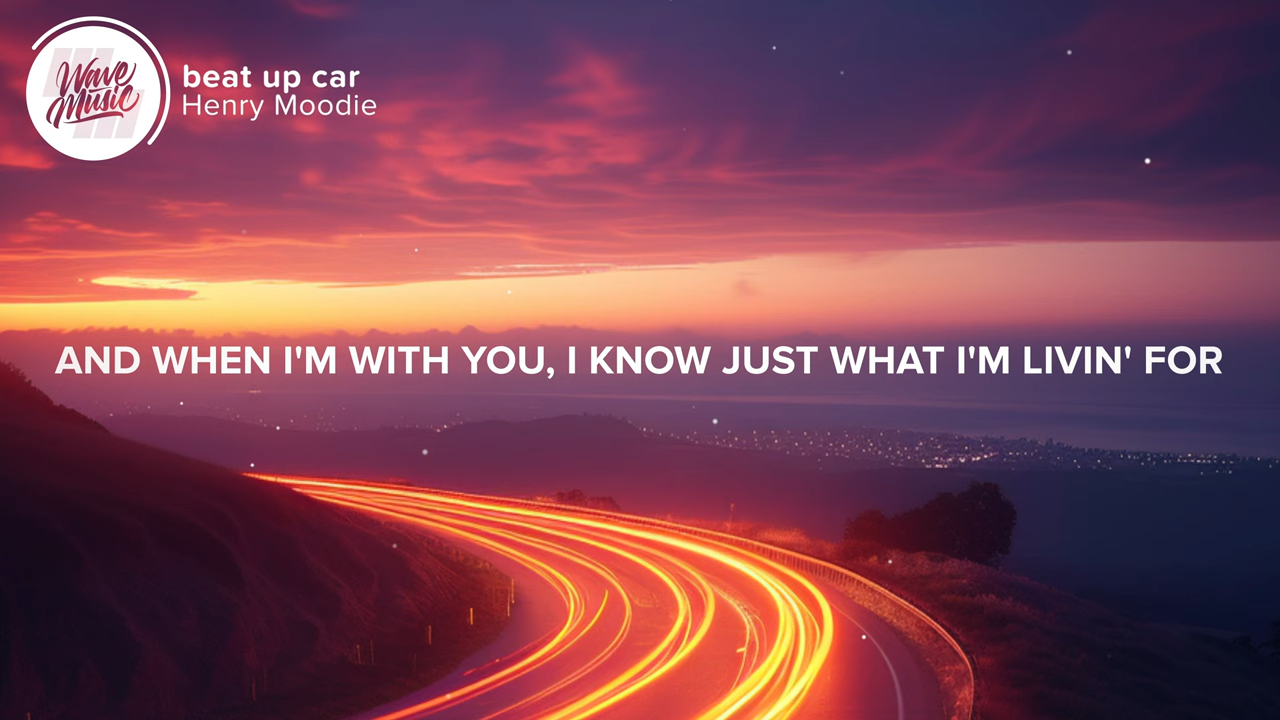 Wave
Music
beat up car
Henry Moodie
AND WHEN I'M WITH YOU, I KNOW JUST WHAT I'M LIVIN' FOR